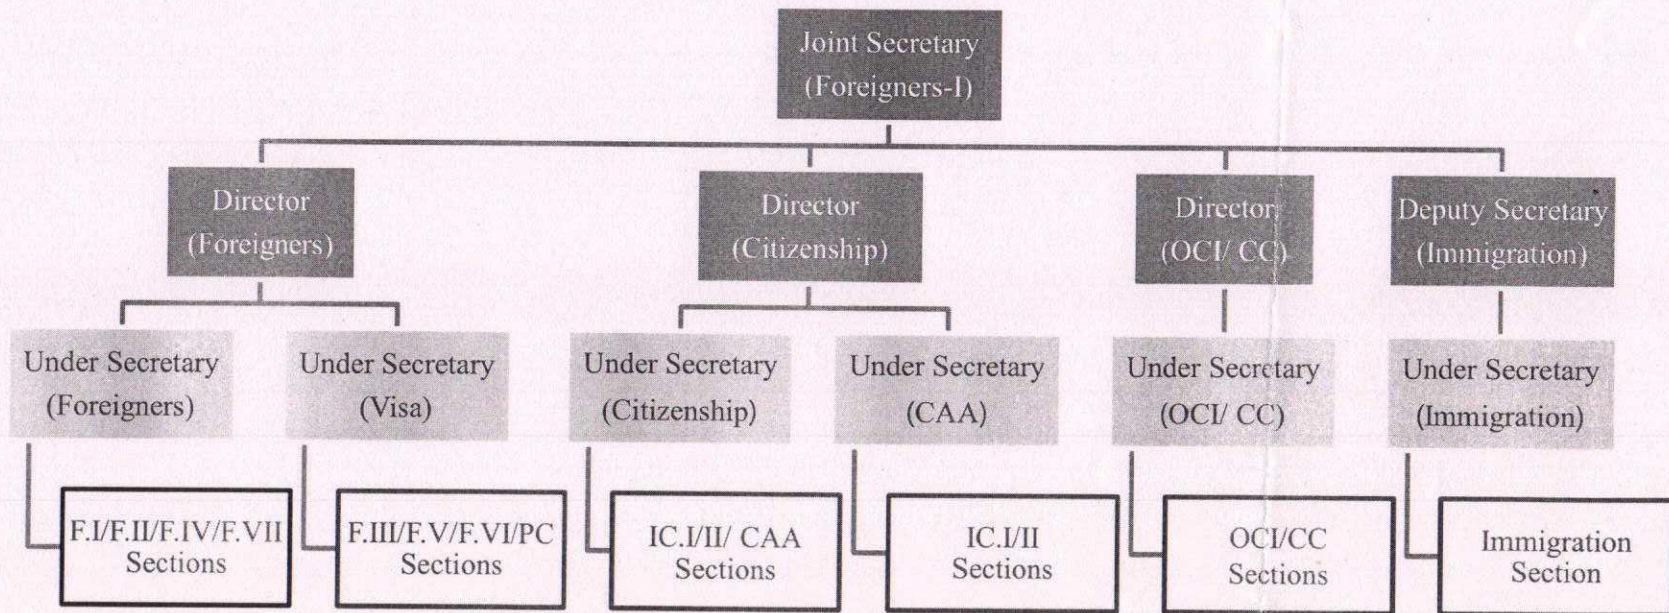 Joint Secretary
(Foreigners-I)
Director
(Foreigners)
Director
(Citizenship)
Director
(OCI/ CC)
Deputy Secretary
(Immigration)
Under Secretary
(Foreigners)
Under Secretary
(Visa)
Under Secretary
(Citizenship)
Under Secretary
(CAA)
Under Secretary
(OCI/ CC)
Under Secretary
(Immigration)
F.I/F.II/F.IV/F.VII
Sections
F.III/F.V/F.VI/PC
Sections
IC.I/II/ CAA
Sections
IC.I/II
Sections
OCI/CC
Sections
Immigration
Section